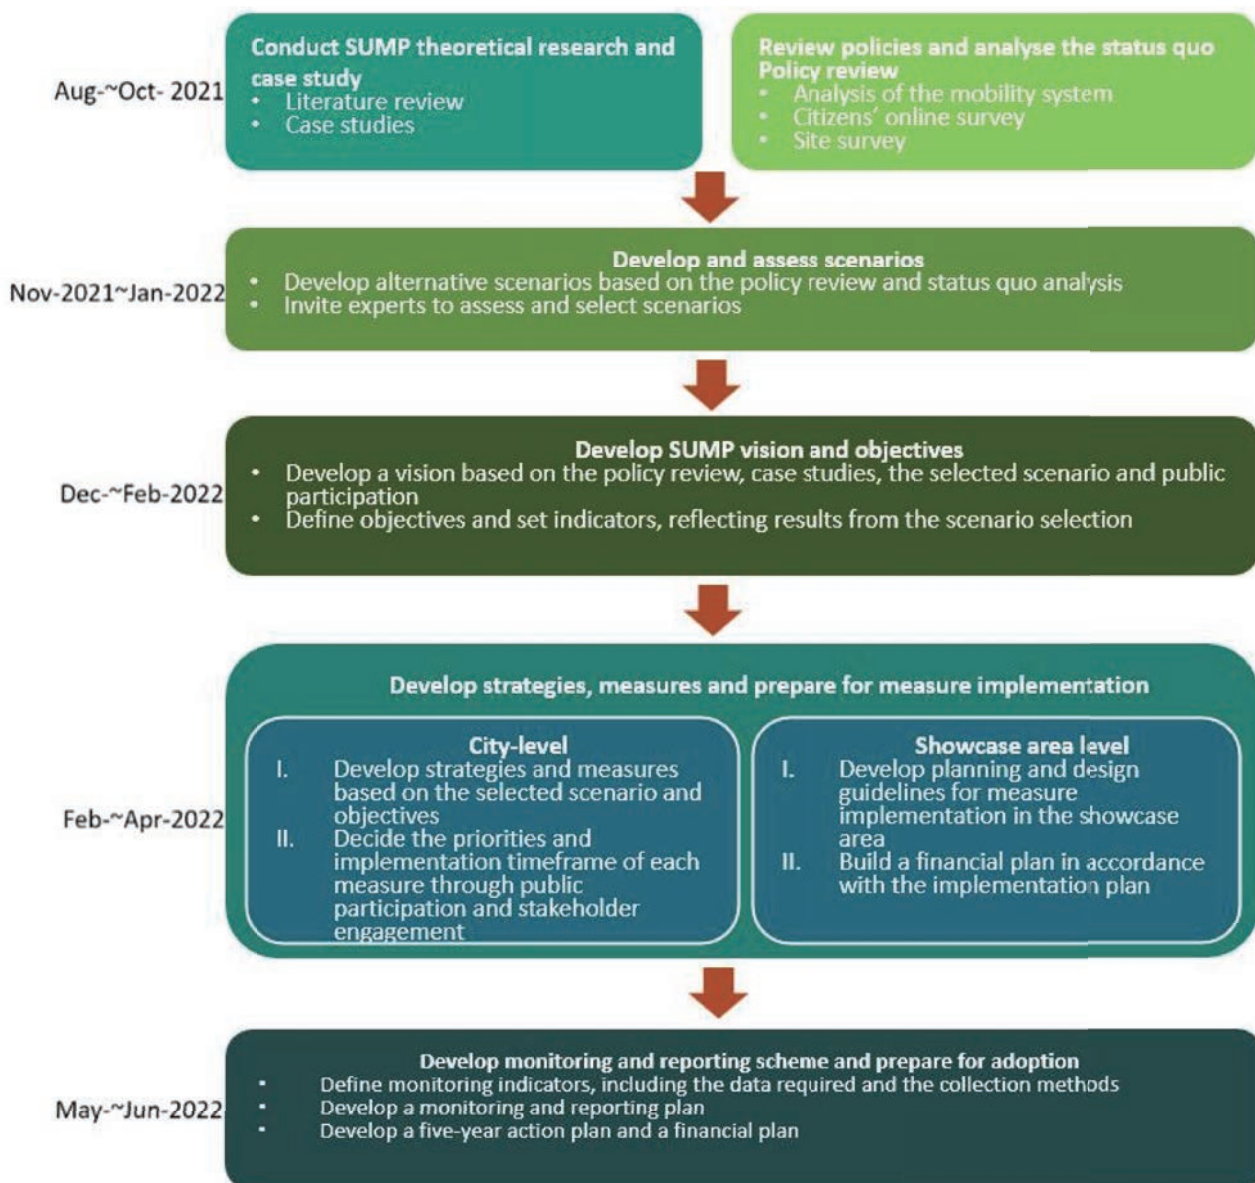 Aug-~Oct- 2021
Conduct SUMP theoretical research and
case study
• Literature review
• Case studies
Review policies and analyse the status quo
Policy review
• Analysis of the mobility system
• Citizens’ online survey
• Site survey
Nov-2021~Jan-2022
Develop and assess scenarios
• Develop alternative scenarios based on the policy review and status quo analysis
• Invite experts to assess and select scenarios
Dec-~Feb-2022
Develop SUMP vision and objectives
• Develop a vision based on the policy review, case studies, the selected scenario and public
participation
• Define objectives and set indicators, reflecting results from the scenario selection
Feb-~Apr-2022
Develop strategies, measures and prepare for measure implementation
City-level
I. Develop strategies and measures
based on the selected scenario and
objectives
II. Decide the priorities and
implementation timeframe of each
measure through public
participation and stakeholder
engagement
Showcase area level
I. Develop planning and design
guidelines for measure
implementation in the showcase
area
II. Build a financial plan in accordance
with the implementation plan
May-~Jun-2022
Develop monitoring and reporting scheme and prepare for adoption
• Define monitoring indicators, including the data required and the collection methods
• Develop a monitoring and reporting plan
• Develop a five-year action plan and a financial plan